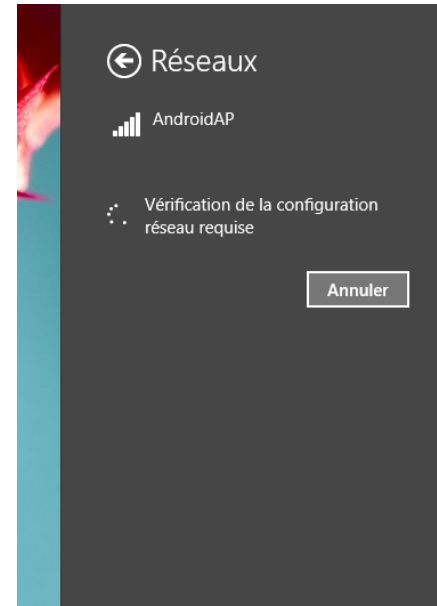 Réseaux
AndroidAP
Vérification de la configuration
réseau requise
Annuler